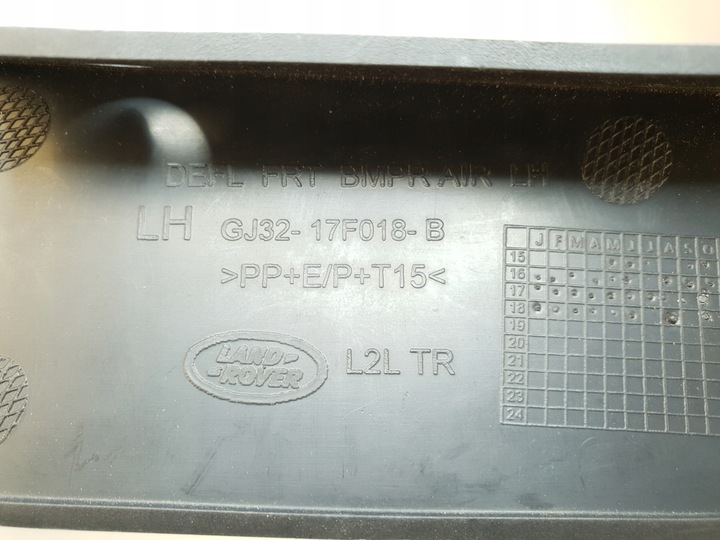 DEFL FRT BMPR AIR LH
LH GJ32-17F018-B
>PP+E/P+T15<
LAND-
-ROVER
L2L TR
J F M A M J J A S O
15
16
17
18
19
20
21
22
23
24